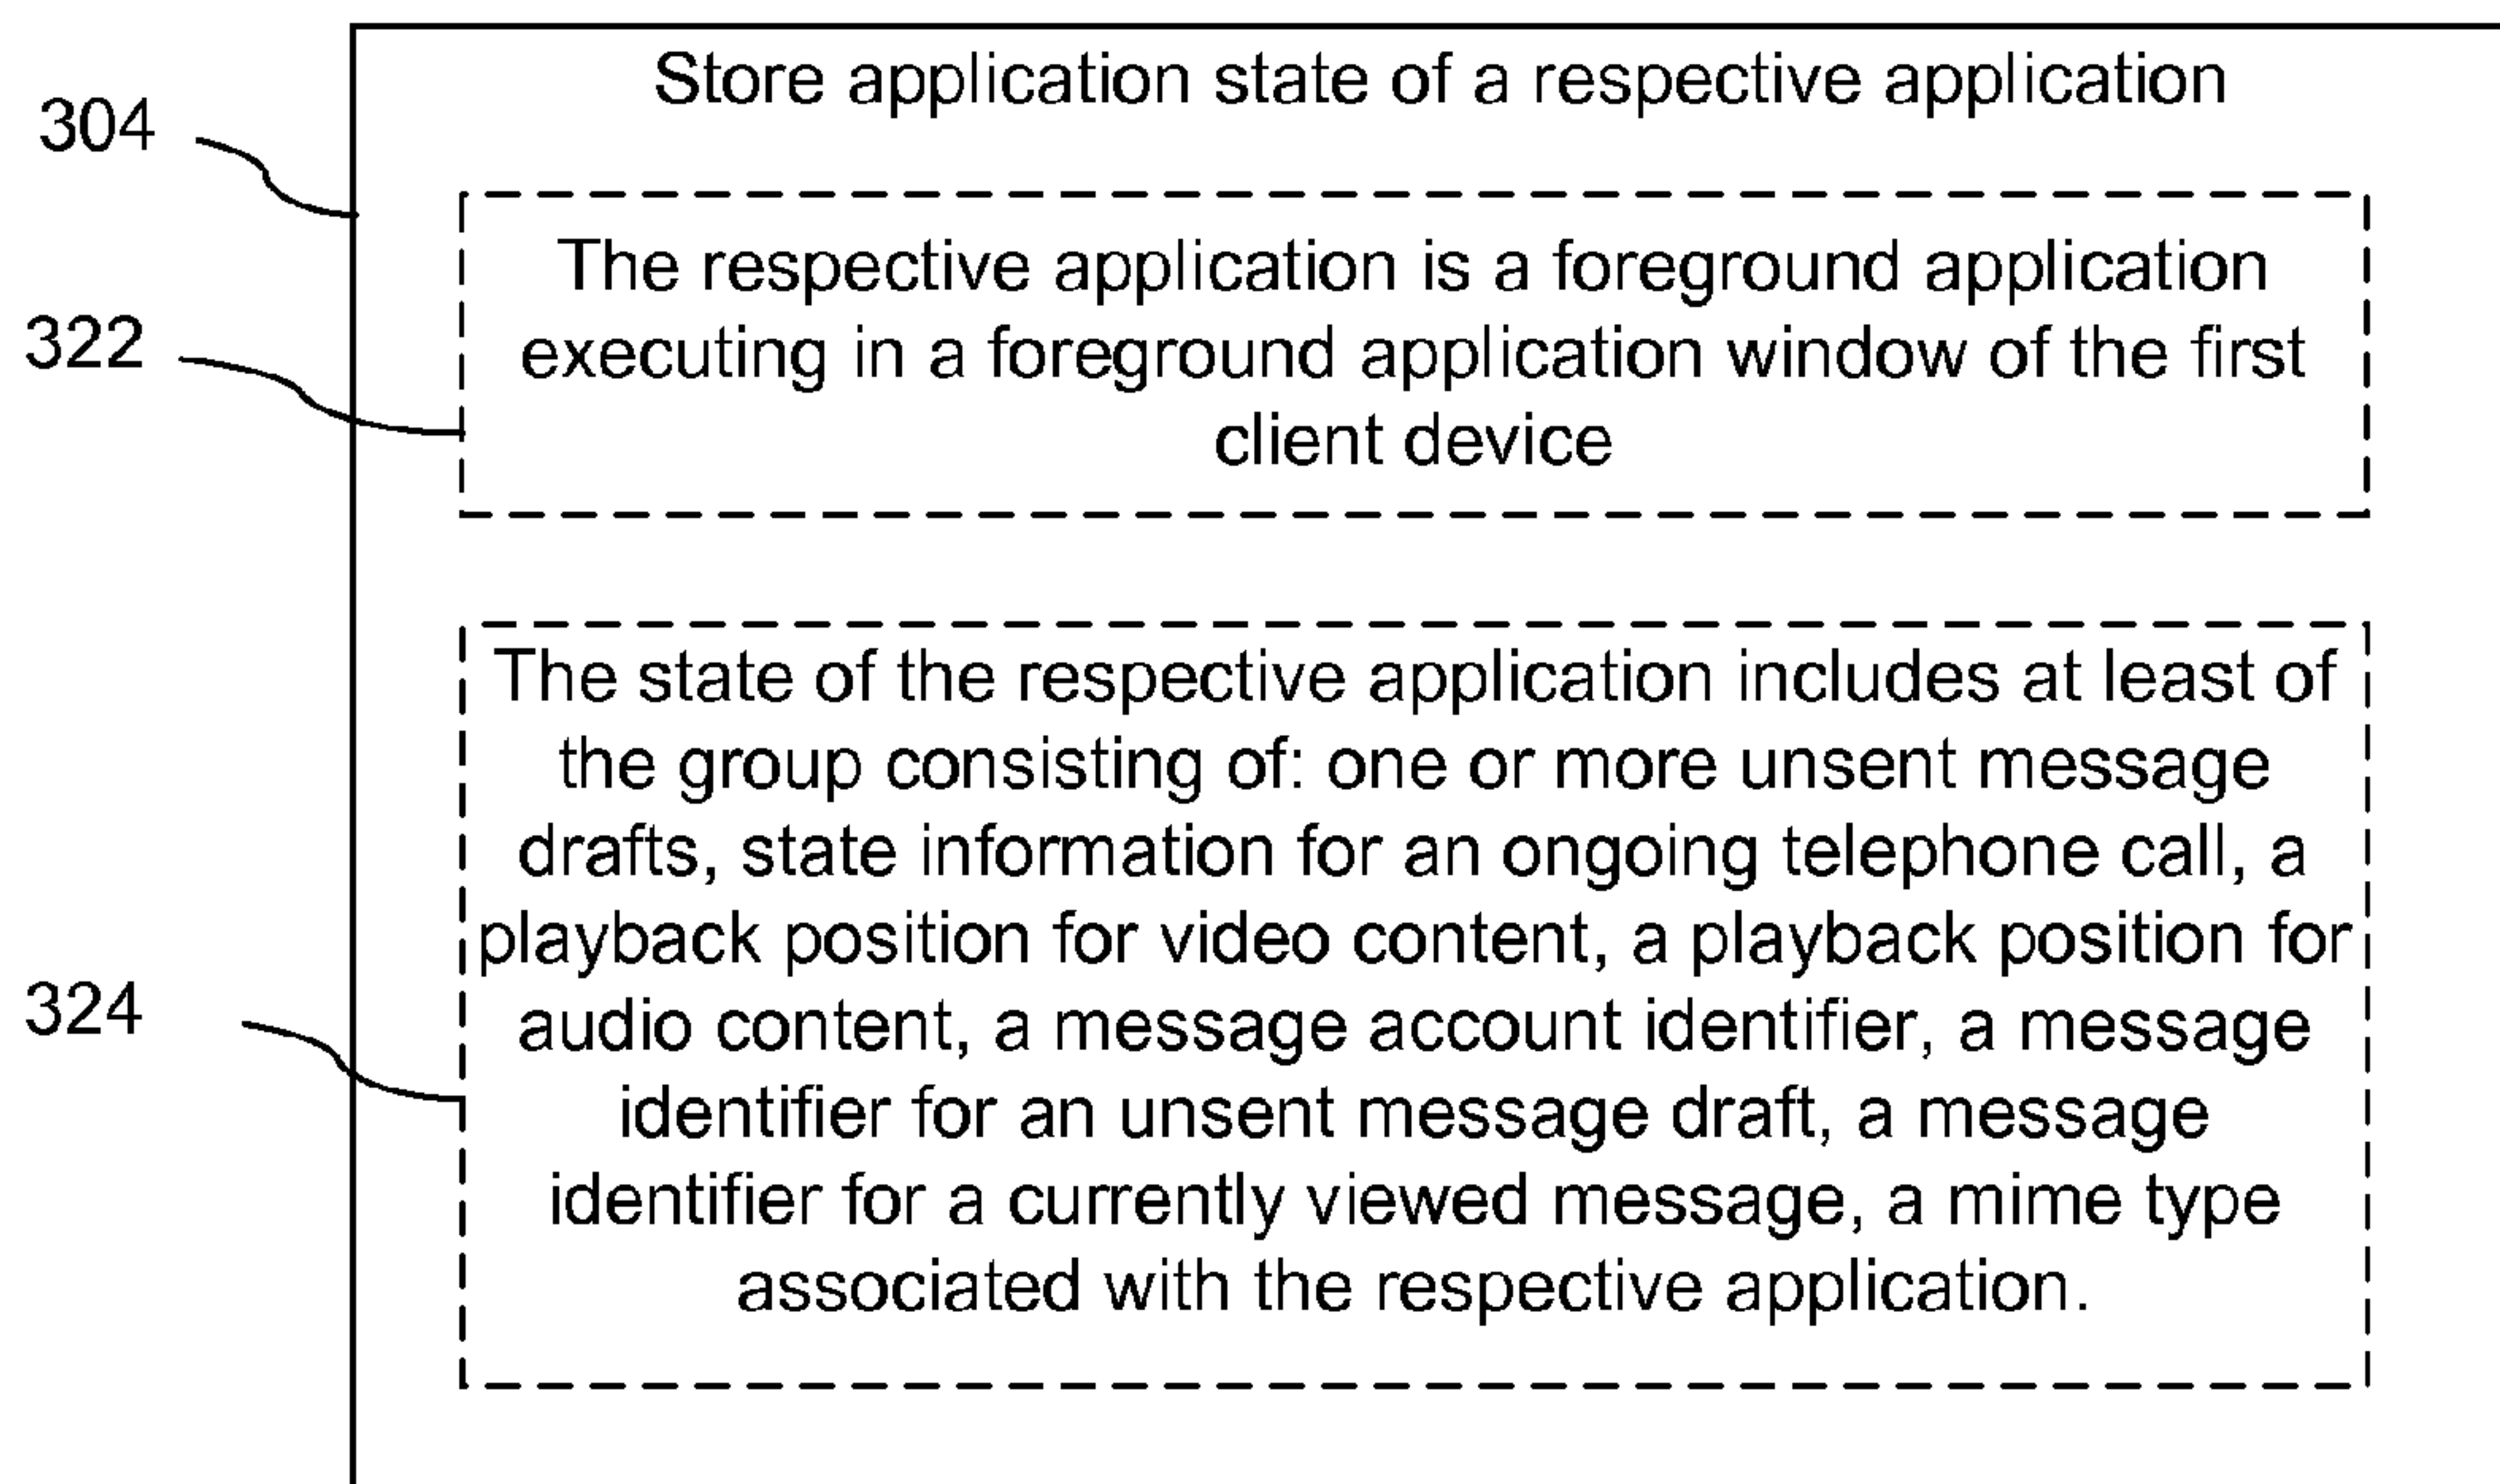 Store application state of a respective application
304
The respective application is a foreground application
executing in a foreground application window of the first
client device
322
The state of the respective application includes at least of
the group consisting of: one or more unsent message
drafts, state information for an ongoing telephone call, a
playback position for video content, a playback position for
audio content, a message account identifier, a message
identifier for an unsent message draft, a message
identifier for a currently viewed message, a mime type
associated with the respective application.
324